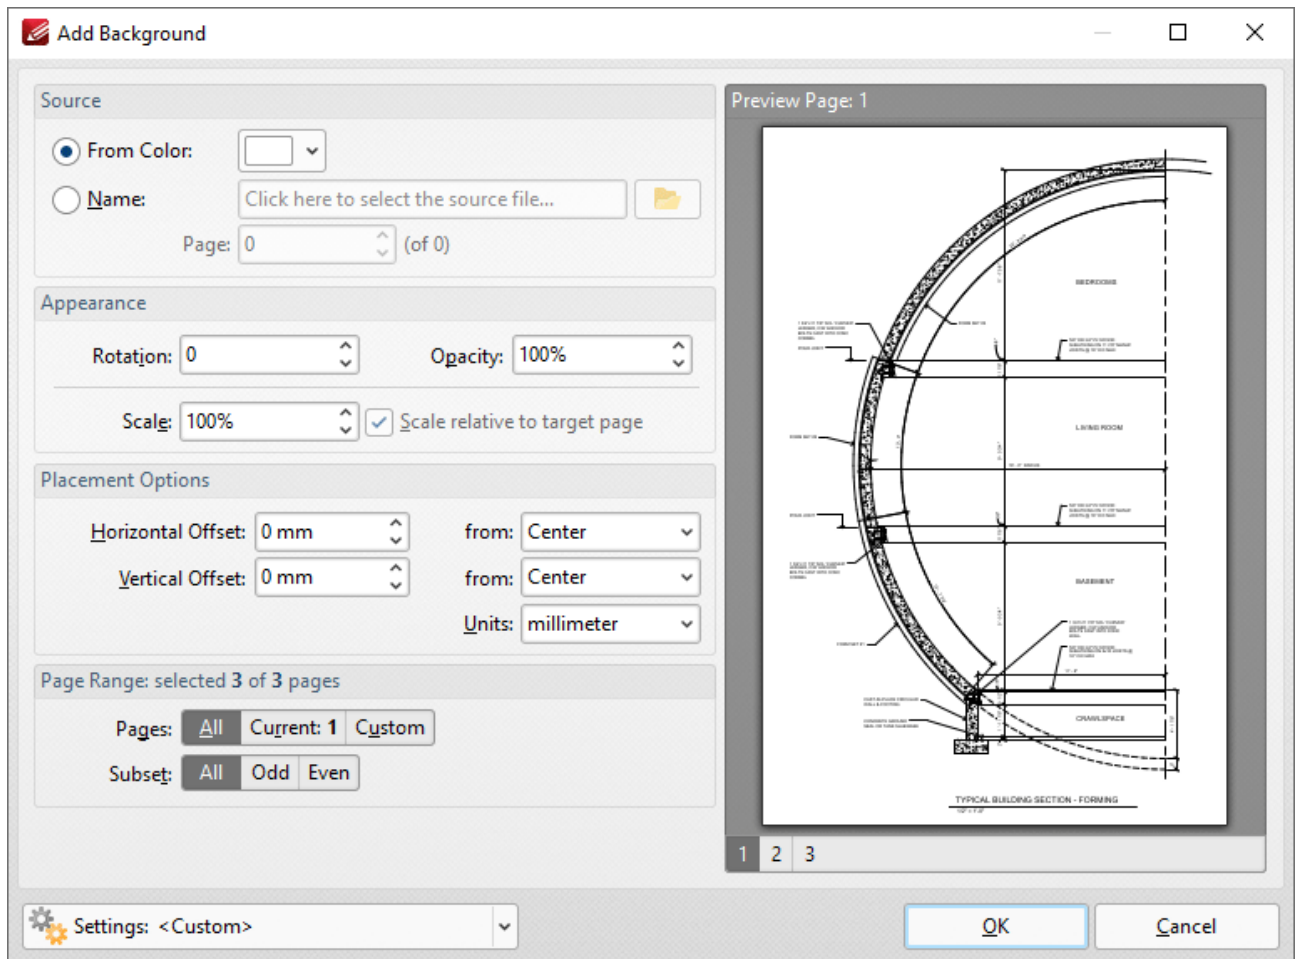 Add Background
Source
From Color:
Name: Click here to select the source file...
Page: 0 (of 0)
Appearance
Rotation: 0 Opacity: 100%
Scale: 100% Scale relative to target page
Placement Options
Horizontal Offset: 0 mm from: Center
Vertical Offset: 0 mm from: Center
Units: millimeter
Page Range: selected 3 of 3 pages
Pages: All Current: 1 Custom
Subset: All Odd Even
Preview Page: 1
BEDROOMS
LIVING ROOM
BASEMENT
CRAWLSPACE
TYPICAL BUILDING SECTION - FORMING
1 2 3
Settings: <Custom>
OK Cancel